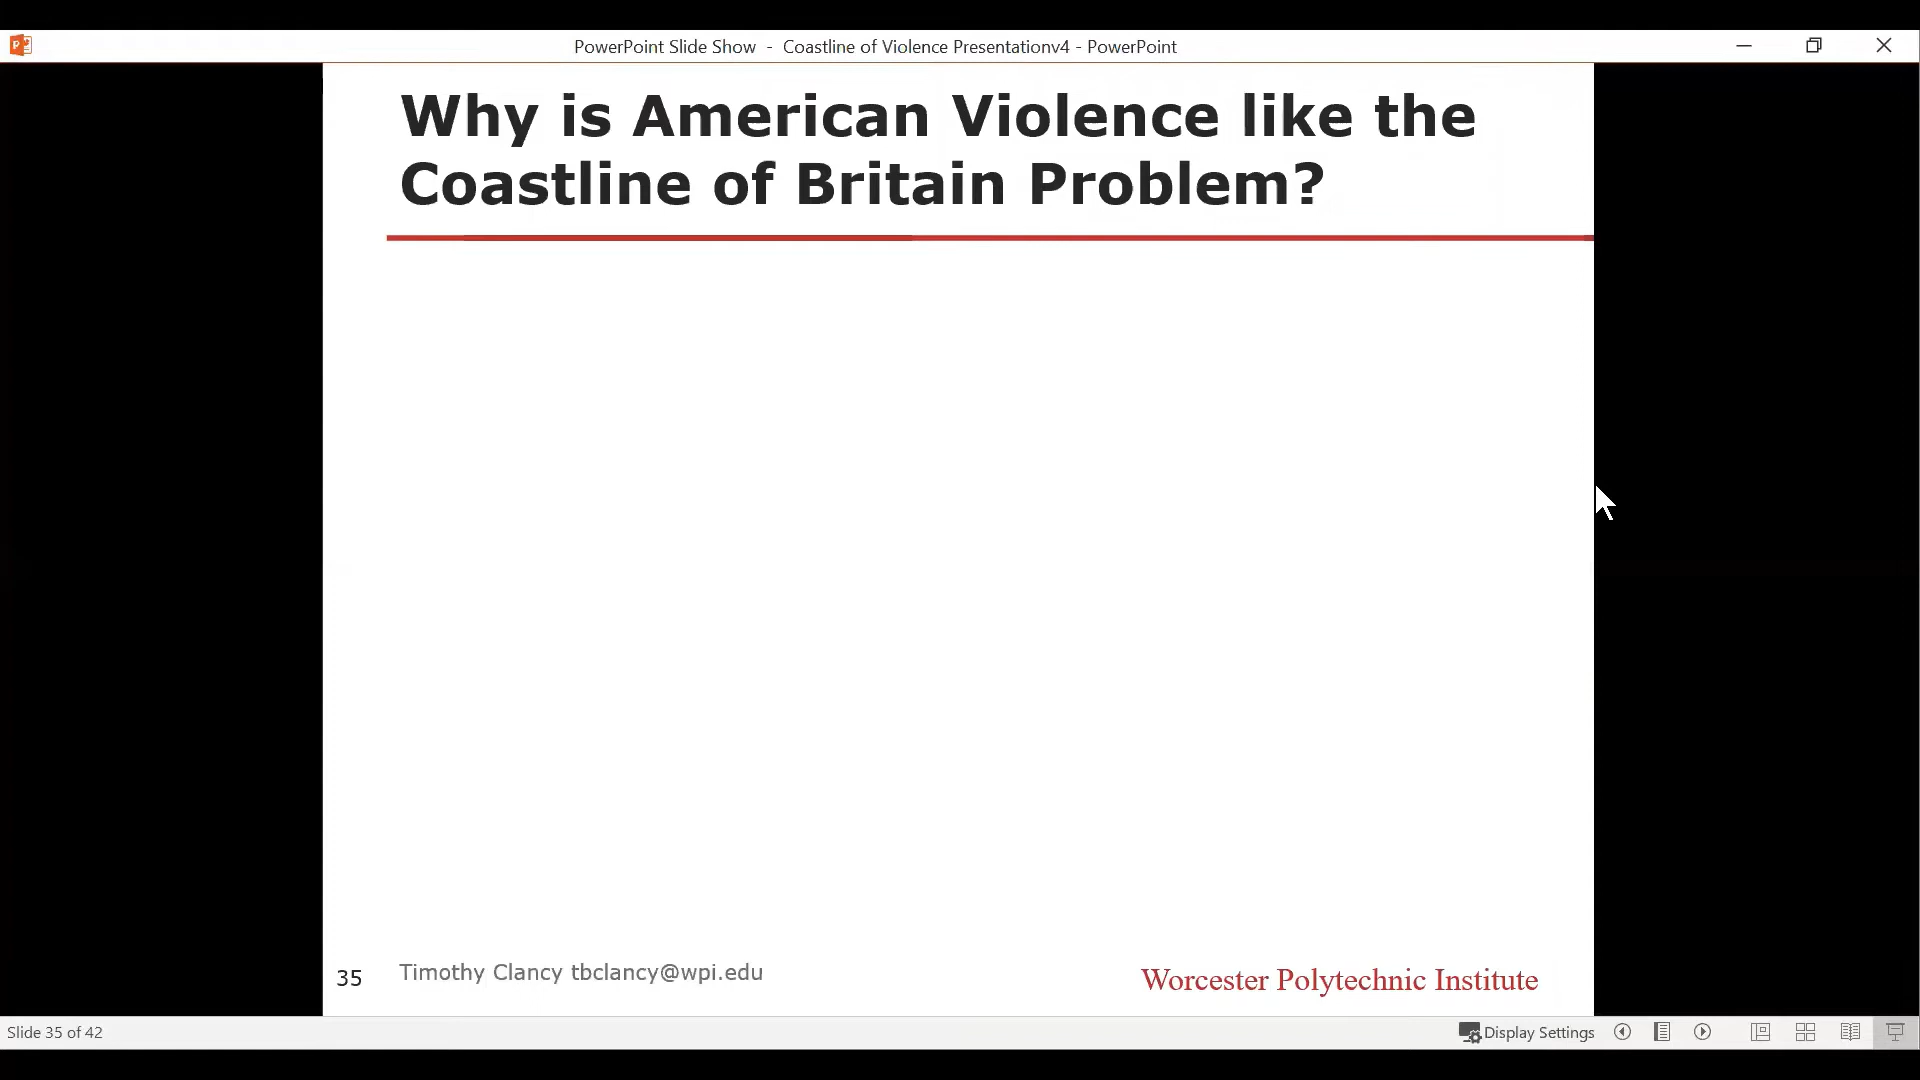 PowerPoint Slide Show - Coastline of Violence Presentationv4 - PowerPoint
Why is American Violence like the
Coastline of Britain Problem?
35
Timothy Clancy tbclancy@wpi.edu
Worcester Polytechnic Institute
Slide 35 of 42
Display Settings